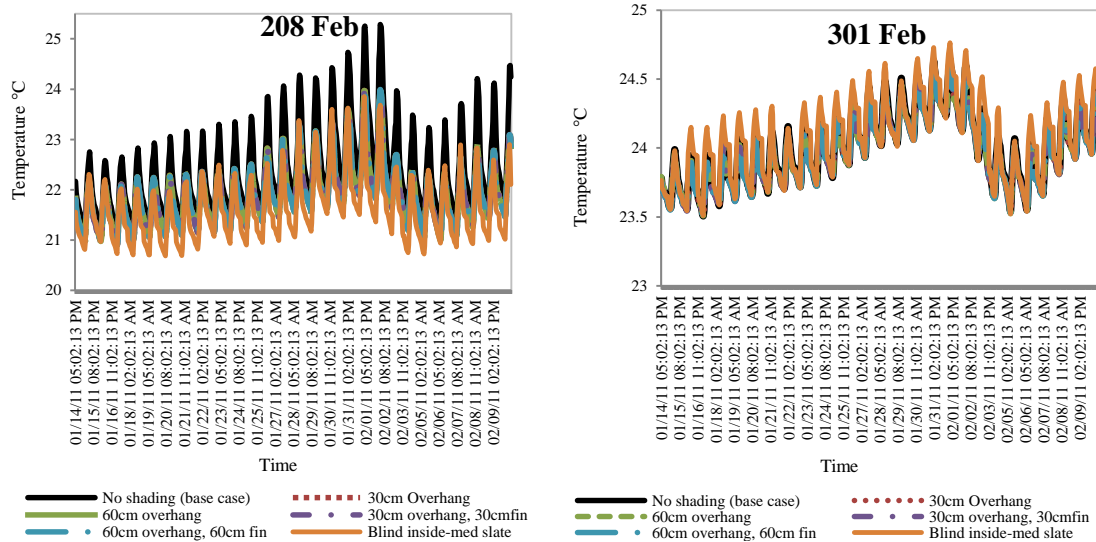 208 Feb
25
24
23
22
21
20
Temperature °C
01/14/11 05:02:13 PM
01/15/11 08:02:13 PM
01/16/11 11:02:13 PM
01/18/11 02:02:13 AM
01/19/11 05:02:13 AM
01/20/11 08:02:13 AM
01/21/11 11:02:13 AM
01/22/11 02:02:13 PM
01/23/11 05:02:13 PM
01/24/11 08:02:13 PM
01/25/11 11:02:13 PM
01/27/11 02:02:13 AM
01/28/11 05:02:13 AM
01/29/11 08:02:13 AM
01/30/11 11:02:13 AM
01/31/11 02:02:13 PM
02/01/11 05:02:13 PM
02/02/11 08:02:13 PM
02/03/11 11:02:13 PM
02/05/11 02:02:13 AM
02/06/11 05:02:13 AM
02/07/11 08:02:13 AM
02/08/11 11:02:13 AM
02/09/11 02:02:13 PM
Time
No shading (base case)
30cm Overhang
60cm overhang
30cm overhang, 30cmfin
60cm overhang, 60cm fin
Blind inside-med slate
301 Feb
25
24.5
24
23.5
23
Temperature °C
01/14/11 05:02:13 PM
01/15/11 08:02:13 PM
01/16/11 11:02:13 PM
01/18/11 02:02:13 AM
01/19/11 05:02:13 AM
01/20/11 08:02:13 AM
01/21/11 11:02:13 AM
01/22/11 02:02:13 PM
01/23/11 05:02:13 PM
01/24/11 08:02:13 PM
01/25/11 11:02:13 PM
01/27/11 02:02:13 AM
01/28/11 05:02:13 AM
01/29/11 08:02:13 AM
01/30/11 11:02:13 AM
01/31/11 02:02:13 PM
02/01/11 05:02:13 PM
02/02/11 08:02:13 PM
02/03/11 11:02:13 PM
02/05/11 02:02:13 AM
02/06/11 05:02:13 AM
02/07/11 08:02:13 AM
02/08/11 11:02:13 AM
02/09/11 02:02:13 PM
Time
No shading (base case)
30cm Overhang
60cm overhang
30cm overhang, 30cmfin
60cm overhang, 60cm fin
Blind inside-med slate